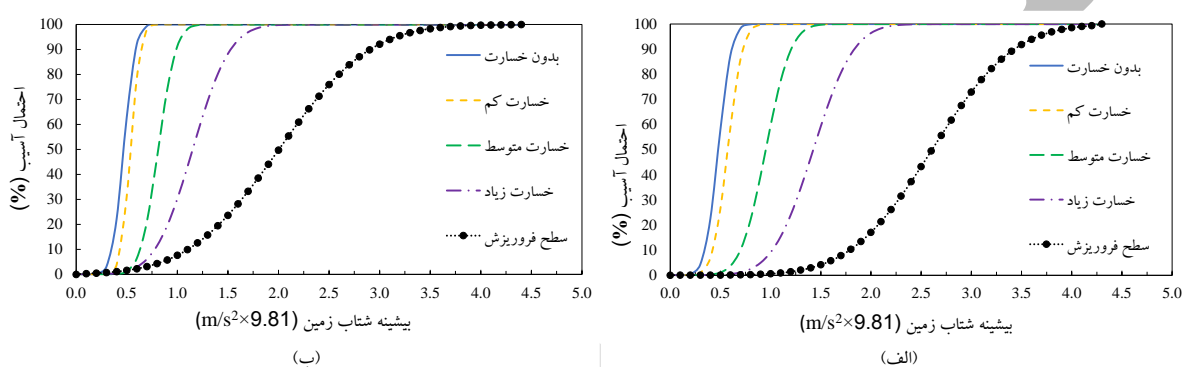 احتمال آسیب (%)
100
90
80
70
60
50
40
30
20
10
0
بدون خسارت
خسارت کم
خسارت متوسط
خسارت زیاد
سطح فروریزش
0.0 0.5 1.0 1.5 2.0 2.5 3.0 3.5 4.0 4.5 5.0
بیشینه شتاب زمین (m/s²×9.81)
(الف)
احتمال آسیب (%)
100
90
80
70
60
50
40
30
20
10
0
بدون خسارت
خسارت کم
خسارت متوسط
خسارت زیاد
سطح فروریزش
0.0 0.5 1.0 1.5 2.0 2.5 3.0 3.5 4.0 4.5 5.0
بیشینه شتاب زمین (m/s²×9.81)
(ب)